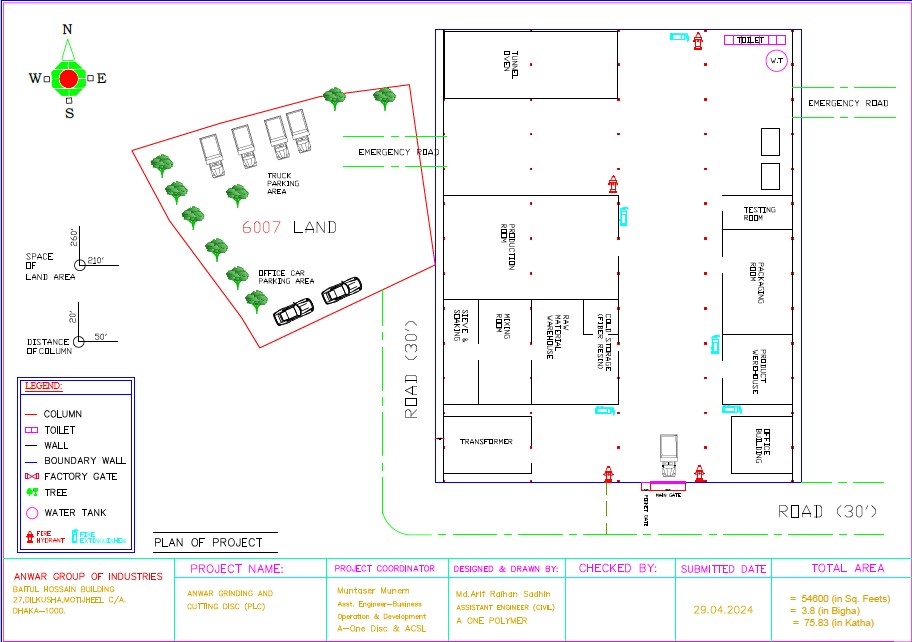 N
W E
S
TUNNEL
OVEN
TOILET
W.T
EMERGENCY ROAD
EMERGENCY ROAD
TRUCK
PARKING
AREA
6007 LAND
OFFICE CAR
PARKING AREA
TESTING
ROOM
PRODUCTION
ROOM
PACKAGING
ROOM
SPACE
OF
LAND AREA
260'
210'
DISTANCE
OF COLUMN
20'
50'
ROAD (30')
SIEVE &
SOAKING
MIXING
ROOM
RAW
MATERIAL
WAREHOUSE
COLD STORAGE
(FIBER RESIN)
PRODUCT
WEREHOUSE
TRANSFORMER
OFFICE
BUILDING
MAIN GATE
POCKET GATE
ROAD (30')
LEGEND:
COLUMN
TOILET
WALL
BOUNDARY WALL
FACTORY GATE
TREE
WATER TANK
FIRE
HYDRANT
FIRE
EXTINGUISHER
PLAN OF PROJECT
ANWAR GROUP OF INDUSTRIES
BAITUL HOSSAIN BUILDING
27,DILKUSHA,MOTIJHEEL C/A.
DHAKA-1000.
PROJECT NAME:
ANWAR GRINDING AND
CUTTING DISC (PLC)
PROJECT COORDINATOR
Muntaser Munem
Asst. Engineer-Business
Operation & Development
A-One Disc & ACSL
DESIGNED & DRAWN BY:
Md.Arif Raihan Sadhin
ASSISTANT ENGINEER (CIVIL)
A ONE POLYMER
CHECKED BY:
SUBMITTED DATE
29.04.2024
TOTAL AREA
= 54600 (in Sq. Feets)
= 3.8 (in Bigha)
= 75.83 (in Katha)